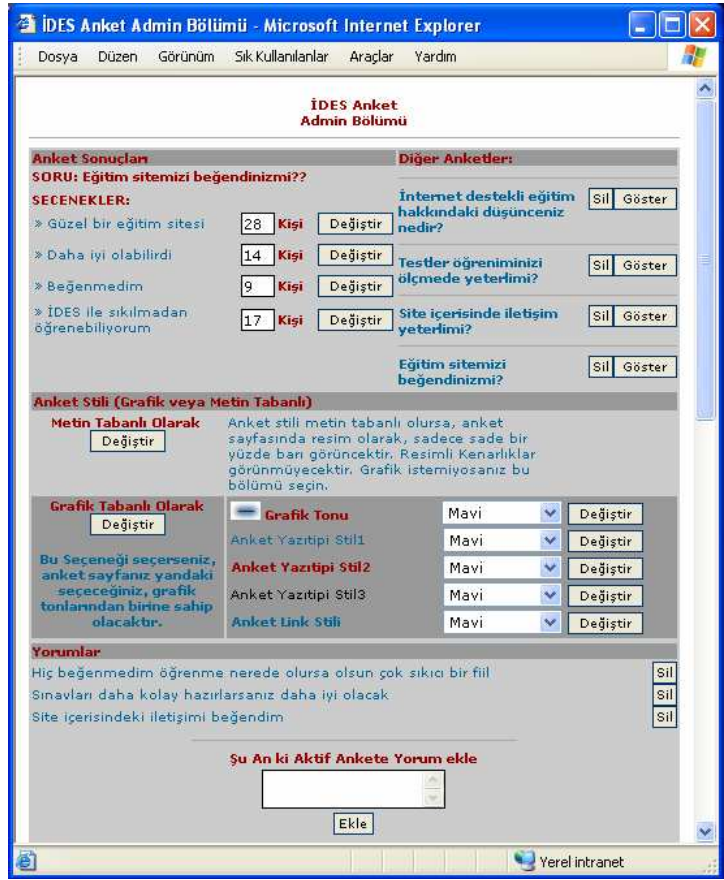 İDES Anket Admin Bölümü - Microsoft Internet Explorer
Dosya Düzen Görünüm Sık Kullanılanlar Araçlar Yardım
İDES Anket
Admin Bölümü
Anket Sonuçları
SORU: Eğitim sitemizi beğendinizmi??
SECENEKLER:
» Güzel bir eğitim sitesi 28 Kişi Değiştir
» Daha iyi olabilirdi 14 Kişi Değiştir
» Beğenmedim 9 Kişi Değiştir
» İDES ile sıkılmadan
öğrenebiliyorum 17 Kişi Değiştir
Diğer Anketler:
İnternet destekli eğitim
hakkındaki düşünceniz
nedir? Sil Göster
Testler öğreniminizi
ölçmede yeterlimi? Sil Göster
Site içerisinde iletişim
yeterlimi? Sil Göster
Eğitim sitemizi
beğendinizmi? Sil Göster
Anket Stili (Grafik veya Metin Tabanlı)
Metin Tabanlı Olarak
Değiştir
Anket stili metin tabanlı olursa, anket
sayfasında resim olarak, sadece sade bir
yüzde barı görüncektir. Resimli Kenarlıklar
görünmüyecektir. Grafik istemiyosanız bu
bölümü seçin.
Grafik Tabanlı Olarak
Değiştir
Bu Seçeneği seçerseniz,
anket sayfanız yandaki
seçeceğiniz, grafik
tonlarından birine sahip
olacaktır.
Grafik Tonu Mavi Değiştir
Anket Yazıtipi Stil1 Mavi Değiştir
Anket Yazıtipi Stil2 Mavi Değiştir
Anket Yazıtipi Stil3 Mavi Değiştir
Anket Link Stili Mavi Değiştir
Yorumlar
Hiç beğenmedim öğrenme nerede olursa olsun çok sıkıcı bir fiil Sil
Sınavları daha kolay hazırlarsanız daha iyi olacak Sil
Site içerisindeki iletişimi beğendim Sil
Şu An ki Aktif Ankete Yorum ekle
Ekle
Yerel intranet